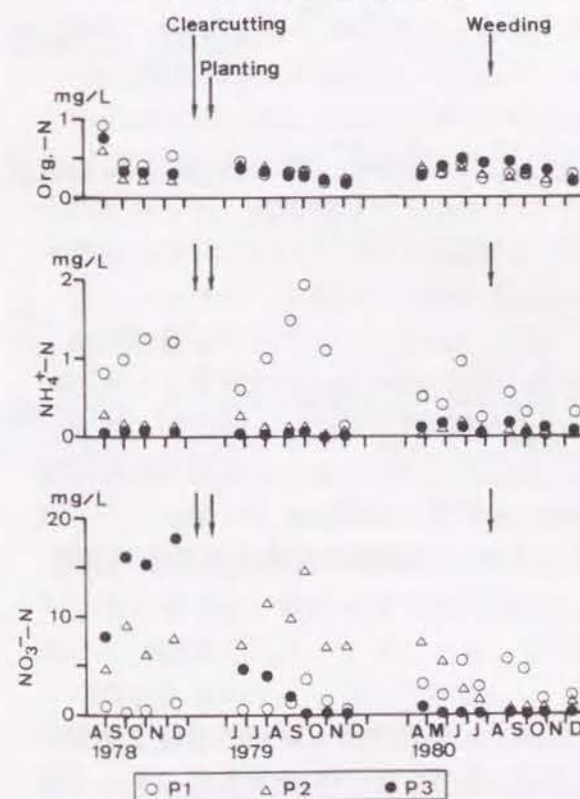 Clearcutting
Weeding
Planting
mg/L
Org.-N
1
0
mg/L
NH₄⁺-N
2
1
0
mg/L
NO₃⁻-N
20
10
0
A S O N D J J A S O N D A M J J A S O N D
1978 1979 1980
○ P1 △ P2 ● P3